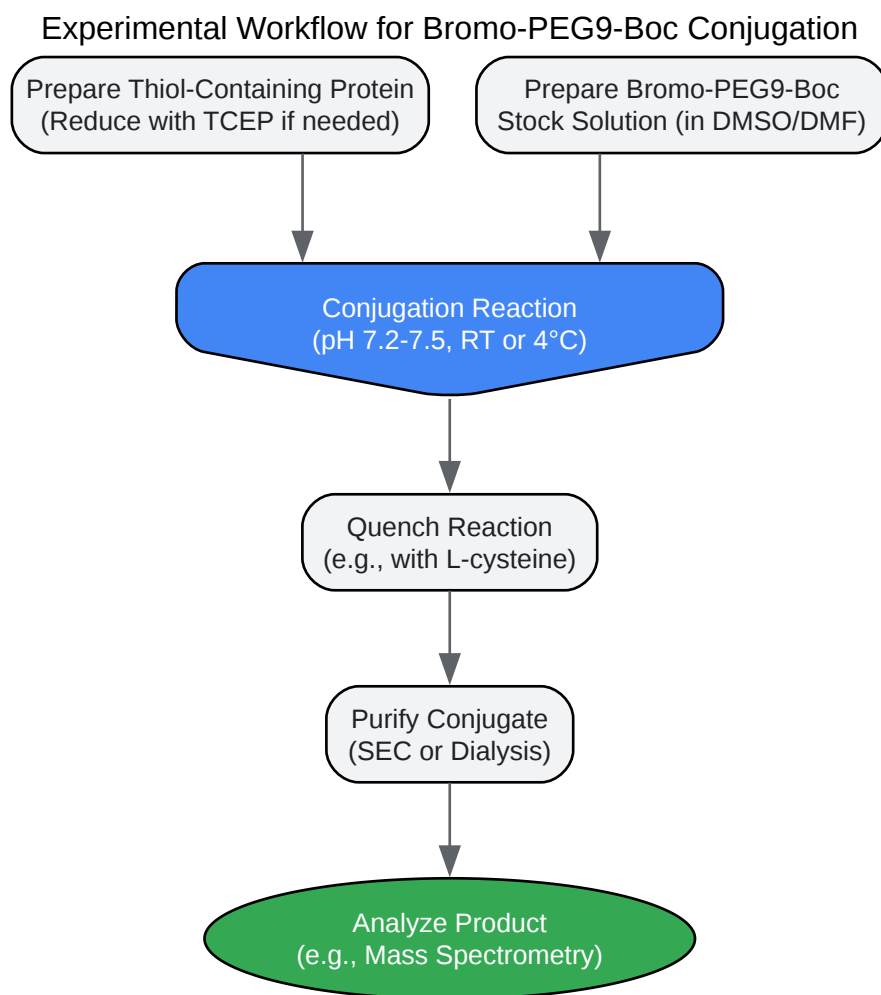 Experimental Workflow for Bromo-PEG9-Boc Conjugation
Prepare Thiol-Containing Protein
(Reduce with TCEP if needed)
Prepare Bromo-PEG9-Boc
Stock Solution (in DMSO/DMF)
Conjugation Reaction
(pH 7.2-7.5, RT or 4°C)
Quench Reaction
(e.g., with L-cysteine)
Purify Conjugate
(SEC or Dialysis)
Analyze Product
(e.g., Mass Spectrometry)